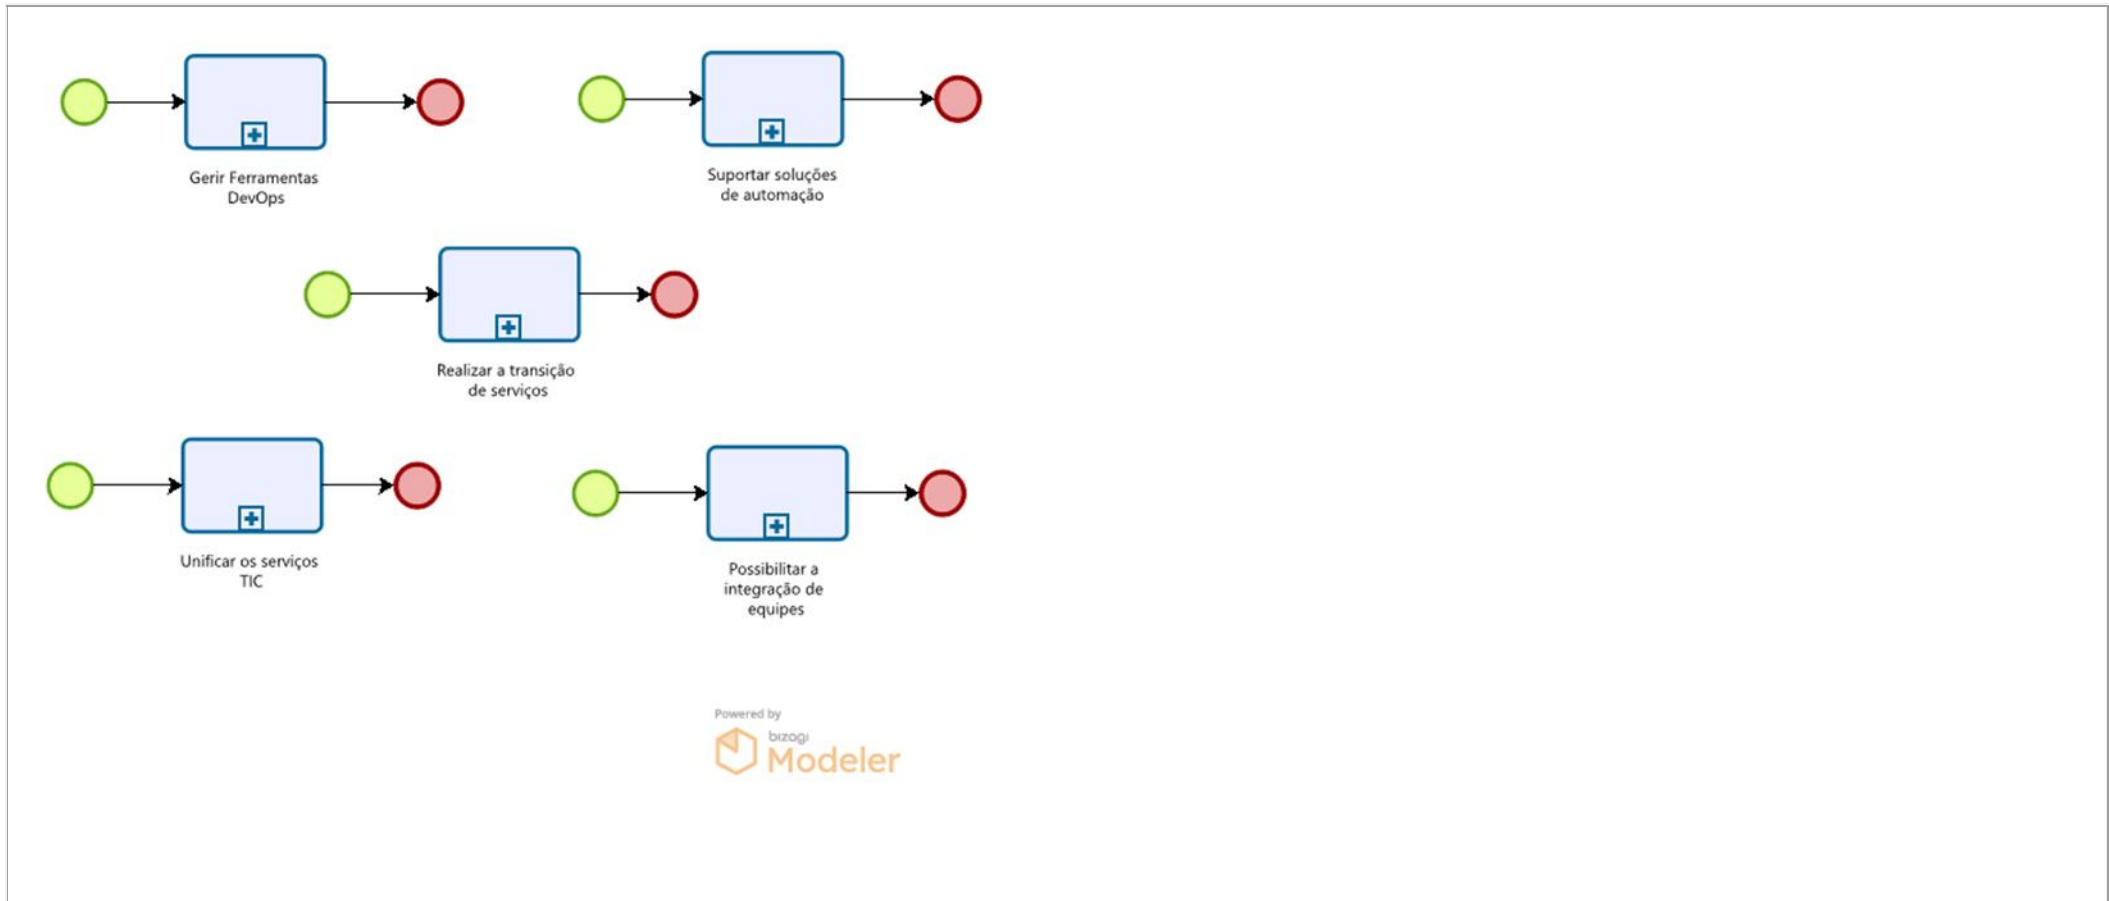 Gerir Ferramentas
DevOps
Suportar soluções
de automação
Realizar a transição
de serviços
Unificar os serviços
TIC
Possibilitar a
integração de
equipes
Powered by
bizagi
Modeler